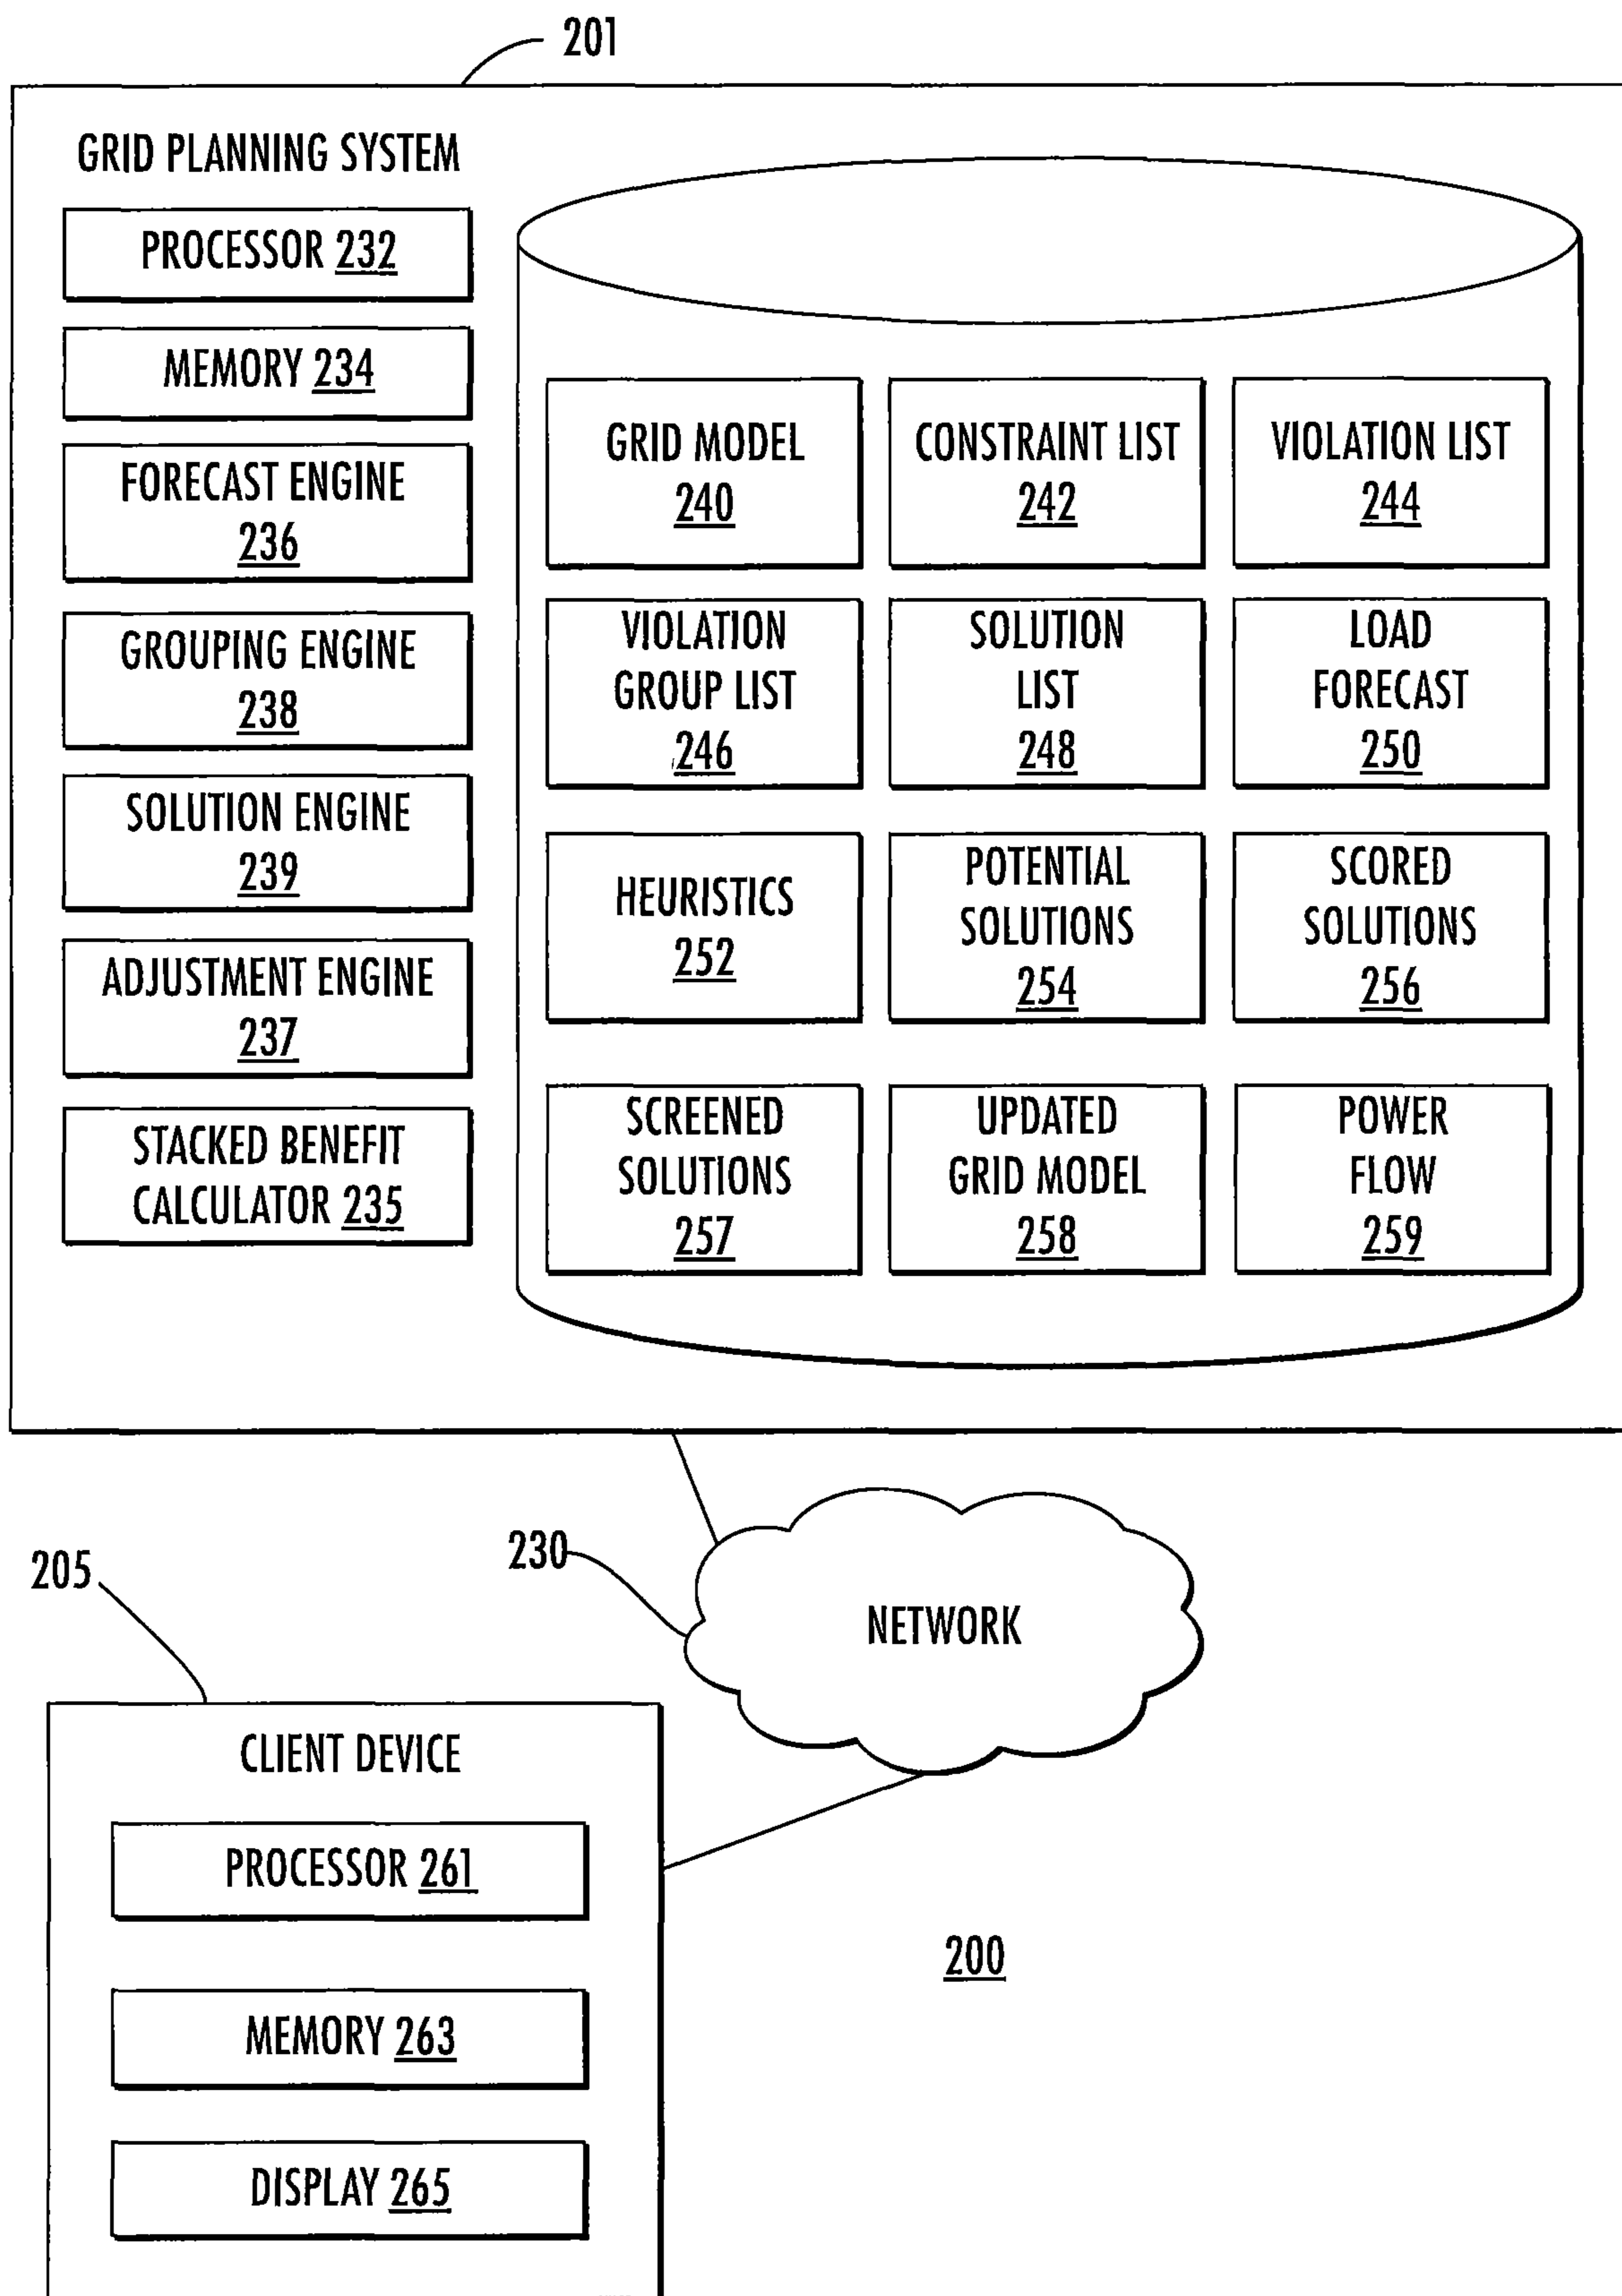 201
GRID PLANNING SYSTEM
PROCESSOR 232
MEMORY 234
FORECAST ENGINE
236
GROUPING ENGINE
238
SOLUTION ENGINE
239
ADJUSTMENT ENGINE
237
STACKED BENEFIT
CALCULATOR 235
GRID MODEL
240
CONSTRAINT LIST
242
VIOLATION LIST
244
VIOLATION
GROUP LIST
246
SOLUTION
LIST
248
LOAD
FORECAST
250
HEURISTICS
252
POTENTIAL
SOLUTIONS
254
SCORED
SOLUTIONS
256
SCREENED
SOLUTIONS
257
UPDATED
GRID MODEL
258
POWER
FLOW
259
230
NETWORK
205
CLIENT DEVICE
PROCESSOR 261
MEMORY 263
DISPLAY 265
200